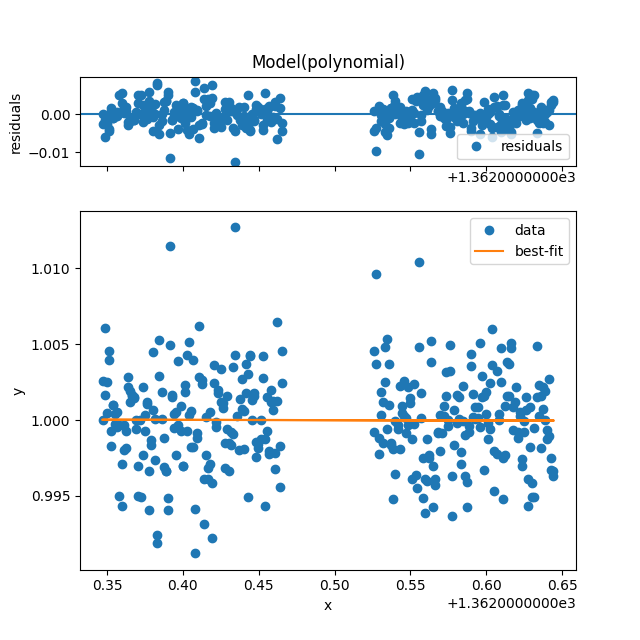 Model(polynomial)
residuals
0.00
−0.01
residuals
+1.3620000000e3
y
1.010
1.005
1.000
0.995
data
best-fit
0.35 0.40 0.45 0.50 0.55 0.60 0.65
x
+1.3620000000e3